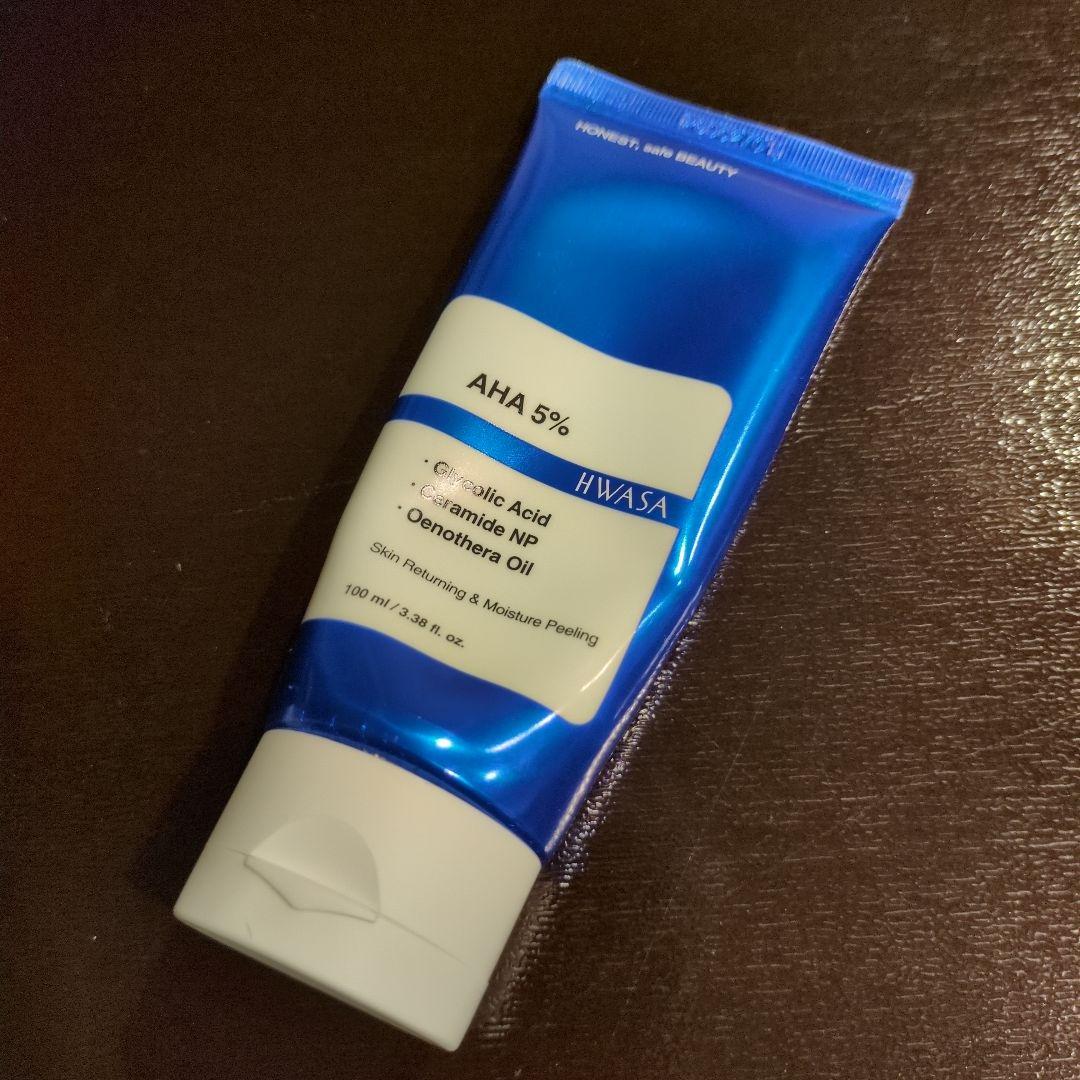 HONEST, safe BEAUTY
AHA 5%
HWASA
· Glycolic Acid
· Ceramide NP
· Oenothera Oil
Skin Returning & Moisture Peeling
100 ml / 3.38 fl. oz.